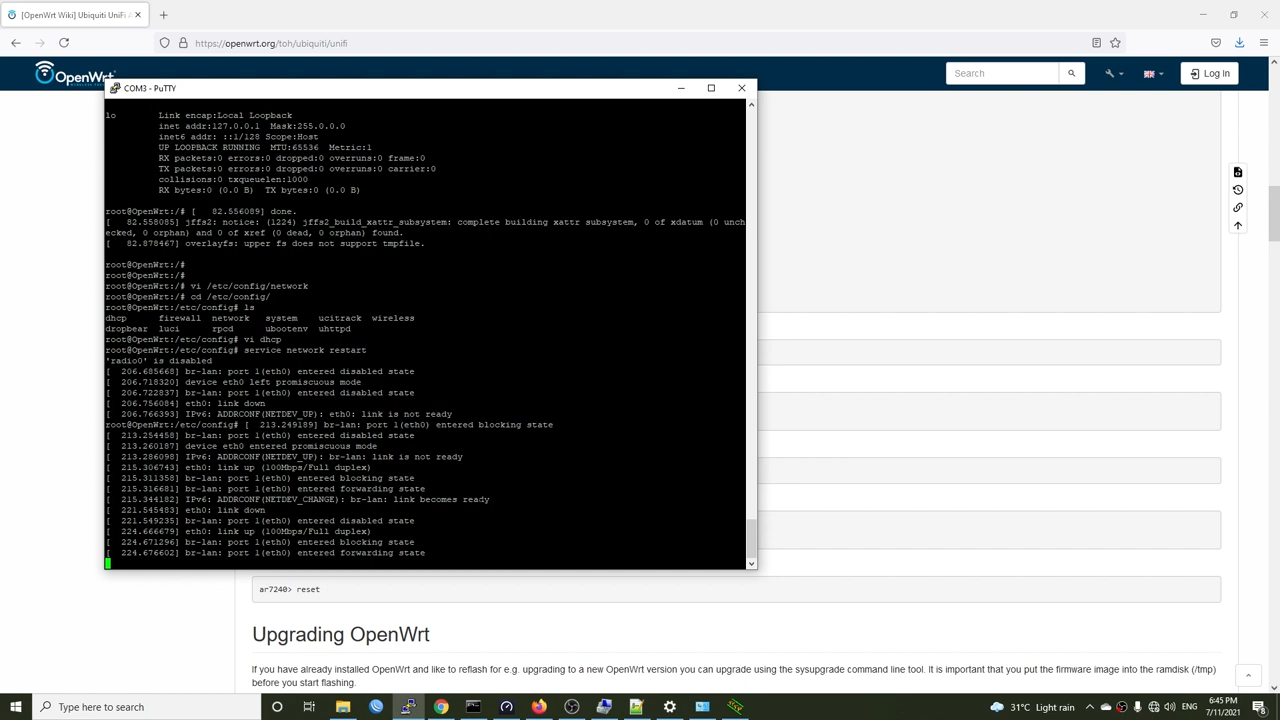 [OpenWrt Wiki] Ubiquiti UniFi A
https://openwrt.org/toh/ubiquiti/unifi
OpenWrt
Search
Log In
COM3 - PuTTY
lo        Link encap:Local Loopback
inet addr:127.0.0.1  Mask:255.0.0.0
inet6 addr: ::1/128 Scope:Host
UP LOOPBACK RUNNING  MTU:65536  Metric:1
RX packets:0 errors:0 dropped:0 overruns:0 frame:0
TX packets:0 errors:0 dropped:0 overruns:0 carrier:0
collisions:0 txqueuelen:1000
RX bytes:0 (0.0 B)  TX bytes:0 (0.0 B)
root@OpenWrt:/# [   82.556089] done.
[   82.558085] jffs2: notice: (1224) jffs2_build_xattr_subsystem: complete building xattr subsystem, 0 of xdatum (0 unch
ecked, 0 orphan) and 0 of xref (0 dead, 0 orphan) found.
[   82.878467] overlayfs: upper fs does not support tmpfile.
root@OpenWrt:/#
root@OpenWrt:/#
root@OpenWrt:/# vi /etc/config/network
root@OpenWrt:/# cd /etc/config/
root@OpenWrt:/etc/config# ls
dhcp      firewall  network   system    ucitrack  wireless
dropbear  luci      rpcd      ubootenv  uhttpd
root@OpenWrt:/etc/config# vi dhcp
root@OpenWrt:/etc/config# service network restart
'radio0' is disabled
[  206.685668] br-lan: port 1(eth0) entered disabled state
[  206.718320] device eth0 left promiscuous mode
[  206.722837] br-lan: port 1(eth0) entered disabled state
[  206.756084] eth0: link down
[  206.766393] IPv6: ADDRCONF(NETDEV_UP): eth0: link is not ready
root@OpenWrt:/etc/config# [  213.249189] br-lan: port 1(eth0) entered blocking state
[  213.254458] br-lan: port 1(eth0) entered disabled state
[  213.260187] device eth0 entered promiscuous mode
[  213.286098] IPv6: ADDRCONF(NETDEV_UP): br-lan: link is not ready
[  215.306743] eth0: link up (100Mbps/Full duplex)
[  215.311358] br-lan: port 1(eth0) entered blocking state
[  215.316681] br-lan: port 1(eth0) entered forwarding state
[  215.344182] IPv6: ADDRCONF(NETDEV_CHANGE): br-lan: link becomes ready
[  221.545483] eth0: link down
[  221.549235] br-lan: port 1(eth0) entered disabled state
[  224.666679] eth0: link up (100Mbps/Full duplex)
[  224.671296] br-lan: port 1(eth0) entered blocking state
[  224.676602] br-lan: port 1(eth0) entered forwarding state
ar7240> reset
Upgrading OpenWrt
If you have already installed OpenWrt and like to reflash for e.g. upgrading to a new OpenWrt version you can upgrade using the sysupgrade command line tool. It is important that you put the firmware image into the ramdisk (/tmp)
before you start flashing.
Type here to search
31°C Light rain
6:45 PM
7/11/2021